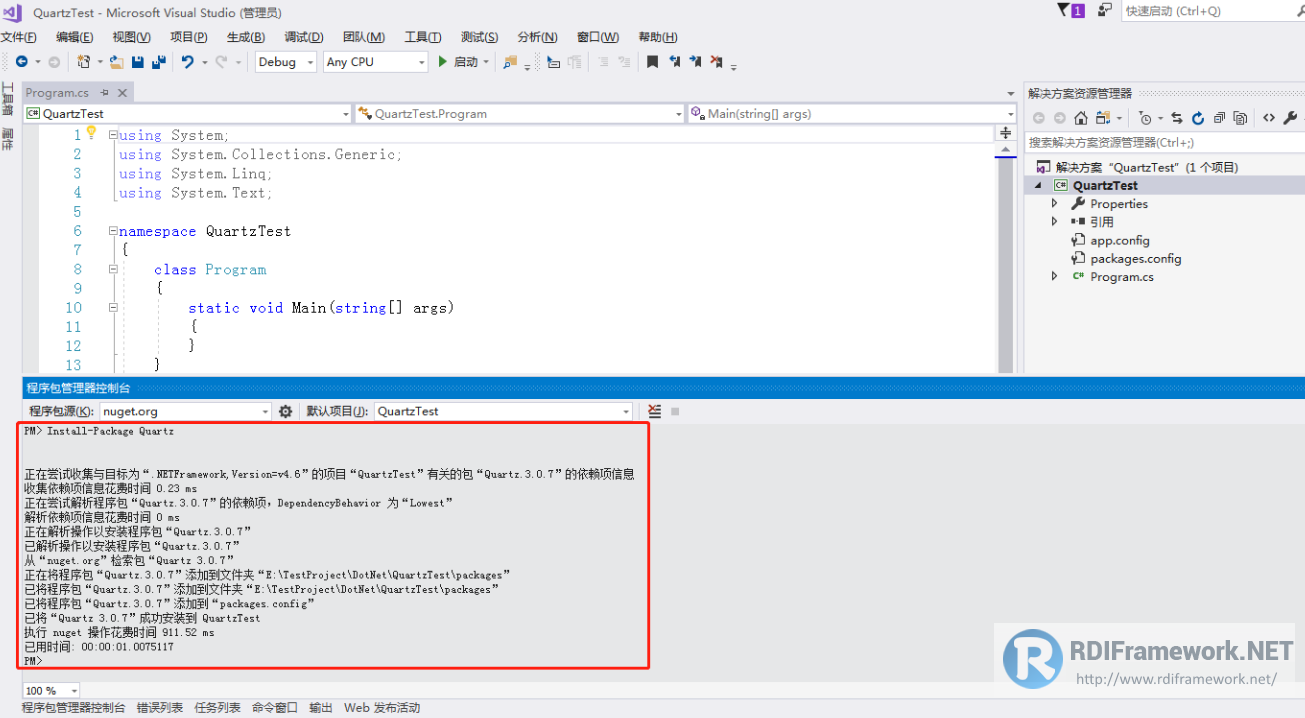 QuartzTest - Microsoft Visual Studio (管理员)
1
快速启动 (Ctrl+Q)
文件(F) 编辑(E) 视图(V) 项目(P) 生成(B) 调试(D) 团队(M) 工具(T) 测试(S) 分析(N) 窗口(W) 帮助(H)
Debug Any CPU 启动
工具箱
属性
Program.cs
C# QuartzTest QuartzTest.Program Main(string[] args)
1 using System;
2 using System.Collections.Generic;
3 using System.Linq;
4 using System.Text;
5
6 namespace QuartzTest
7 {
8 class Program
9 {
10 static void Main(string[] args)
11 {
12 }
13 }
解决方案资源管理器
搜索解决方案资源管理器(Ctrl+;)
解决方案 “QuartzTest” (1 个项目)
C# QuartzTest
Properties
引用
app.config
packages.config
C# Program.cs
程序包管理器控制台
程序包源(K): nuget.org 默认项目(J): QuartzTest
PM> Install-Package Quartz
正在尝试收集与目标为“.NETFramework,Version=v4.6”的项目“QuartzTest”有关的包“Quartz.3.0.7”的依赖项信息
收集依赖项信息花费时间 0.23 ms
正在尝试解析程序包“Quartz.3.0.7”的依赖项，DependencyBehavior 为“Lowest”
解析依赖项信息花费时间 0 ms
正在解析操作以安装程序包“Quartz.3.0.7”
已解析操作以安装程序包“Quartz.3.0.7”
从“nuget.org”检索包“Quartz 3.0.7”
正在将程序包“Quartz.3.0.7”添加到文件夹“E:\TestProject\DotNet\QuartzTest\packages”
已将程序包“Quartz.3.0.7”添加到文件夹“E:\TestProject\DotNet\QuartzTest\packages”
已将程序包“Quartz.3.0.7”添加到“packages.config”
已将“Quartz 3.0.7”成功安装到 QuartzTest
执行 nuget 操作花费时间 911.52 ms
已用时间: 00:00:01.0075117
PM>
R RDIFramework.NET
http://www.rdiframework.net/
100 %
程序包管理器控制台 错误列表 任务列表 命令窗口 输出 Web 发布活动